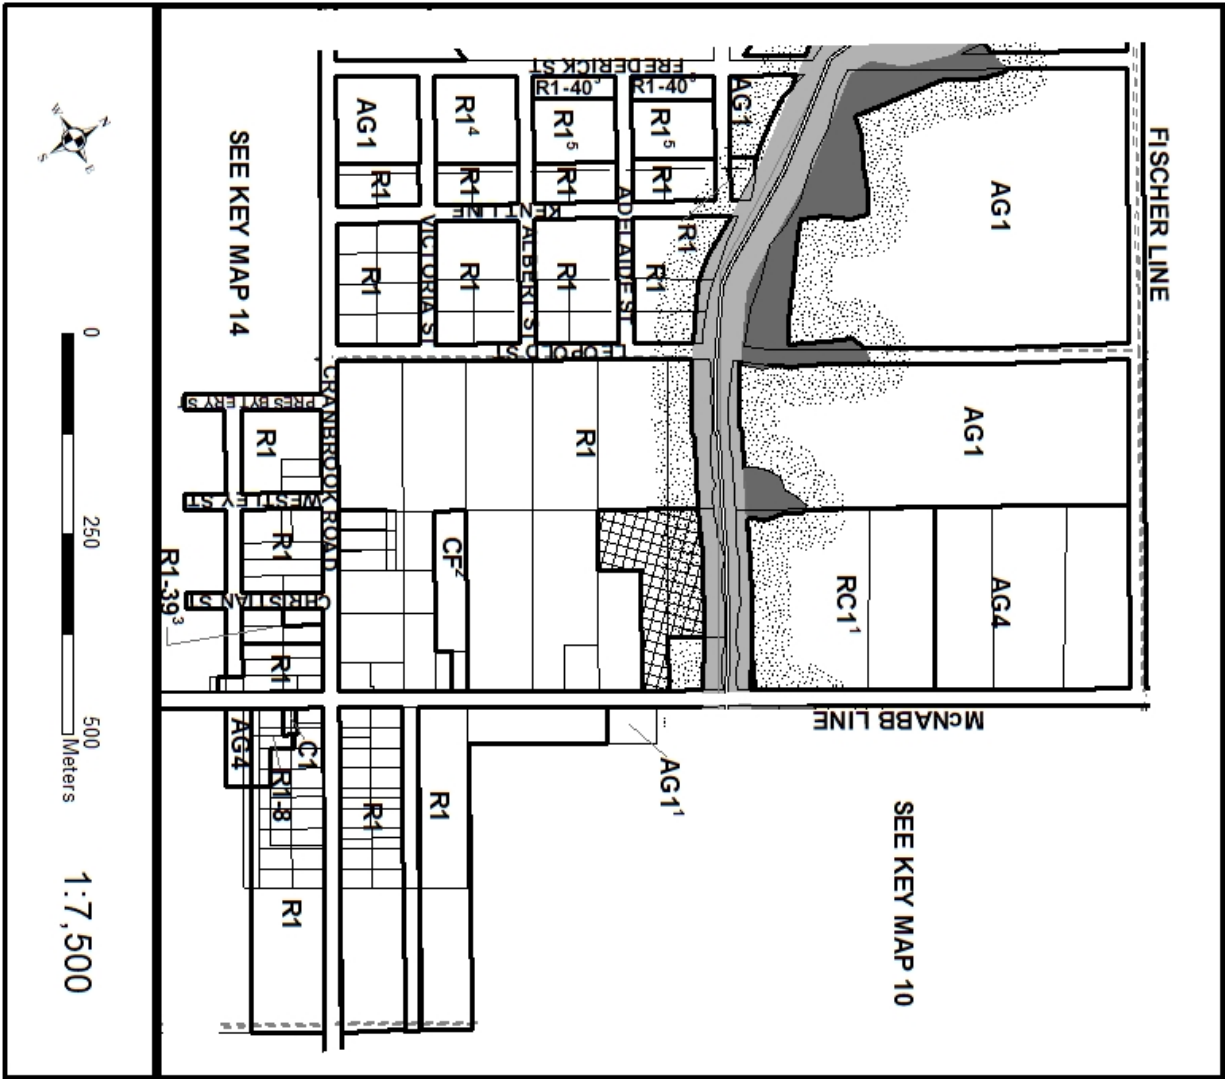 FISCHER LINE
FREDERICK ST
R1-40³
R1-40³
AG1
AG1
R1⁴
R1⁵
R1⁵
AG1
R1
R1
R1
R1
KENT LINE
ADELAIDE ST
ALBERT ST
VICTORIA ST
R1
R1
R1
R1
R1
LEOPOLD ST
SEE KEY MAP 14
N
E
S
W
CRANBROOK ROAD
PRESBYTERY ST
R1
WESTLEY ST
R1
CHRISTIAN ST
R1-39³
R1
R1
CF²
AG1
RC1¹
AG4
McNABB LINE
AG4
C1
R1-8
R1
R1
R1
AG1¹
SEE KEY MAP 10
0
250
500
Meters
1:7,500